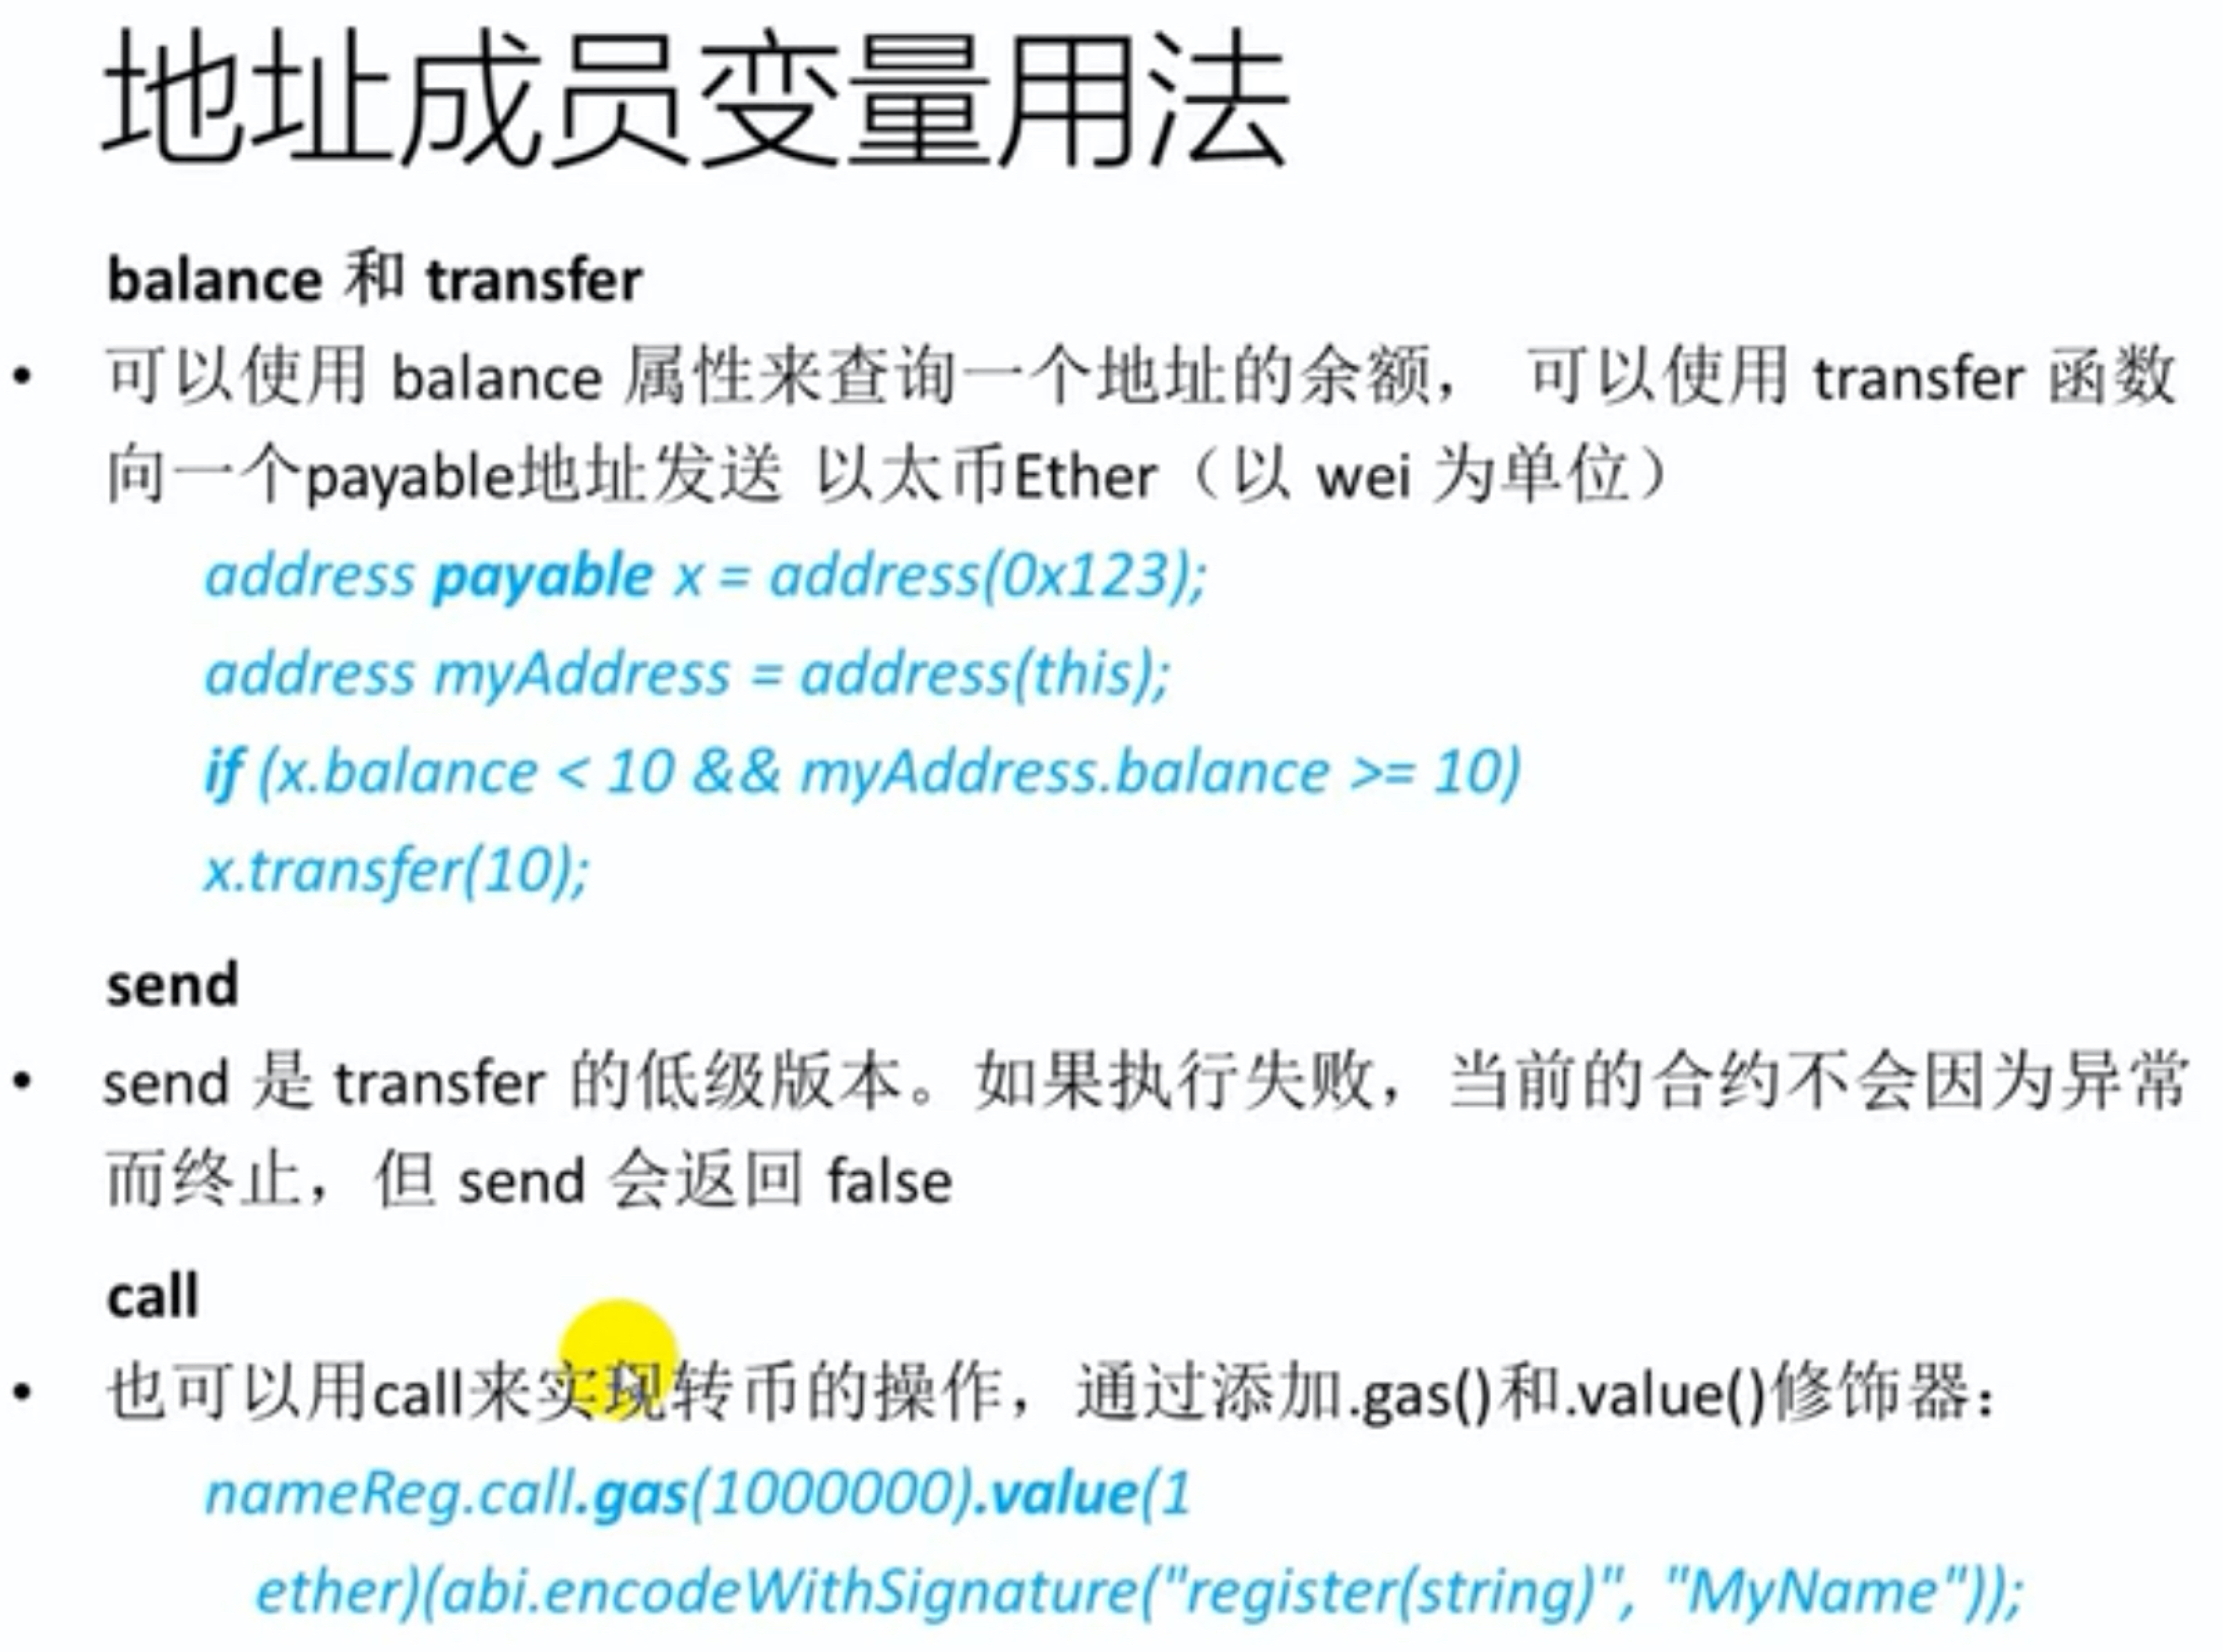 地址成员变量用法
balance 和 transfer
• 可以使用 balance 属性来查询一个地址的余额， 可以使用 transfer 函数
向一个payable地址发送 以太币Ether（以 wei 为单位）
address payable x = address(0x123);
address myAddress = address(this);
if (x.balance < 10 && myAddress.balance >= 10)
x.transfer(10);
send
• send 是 transfer 的低级版本。如果执行失败，当前的合约不会因为异常
而终止，但 send 会返回 false
call
• 也可以用call来实现转币的操作，通过添加.gas()和.value()修饰器：
nameReg.call.gas(1000000).value(1
ether)(abi.encodeWithSignature("register(string)", "MyName"));